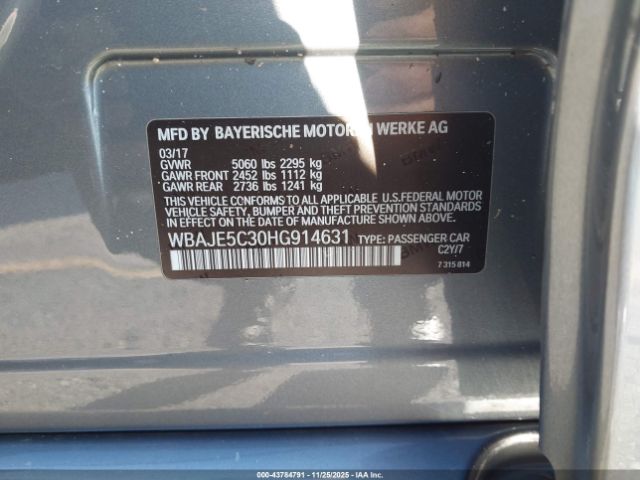 MFD BY BAYERISCHE MOTOREN WERKE AG
03/17
GVWR 5060 lbs 2295 kg
GAWR FRONT 2452 lbs 1112 kg
GAWR REAR 2736 lbs 1241 kg
THIS VEHICLE CONFORMS TO ALL APPLICABLE U.S.FEDERAL MOTOR
VEHICLE SAFETY, BUMPER, AND THEFT PREVENTION STANDARDS
IN EFFECT ON THE DATE OF MANUFACTURE SHOWN ABOVE.
WBAJE5C30HG914631 TYPE: PASSENGER CAR
C2Y/7
7 315 814
000-43784791 - 11/25/2025 - IAAI, Inc.